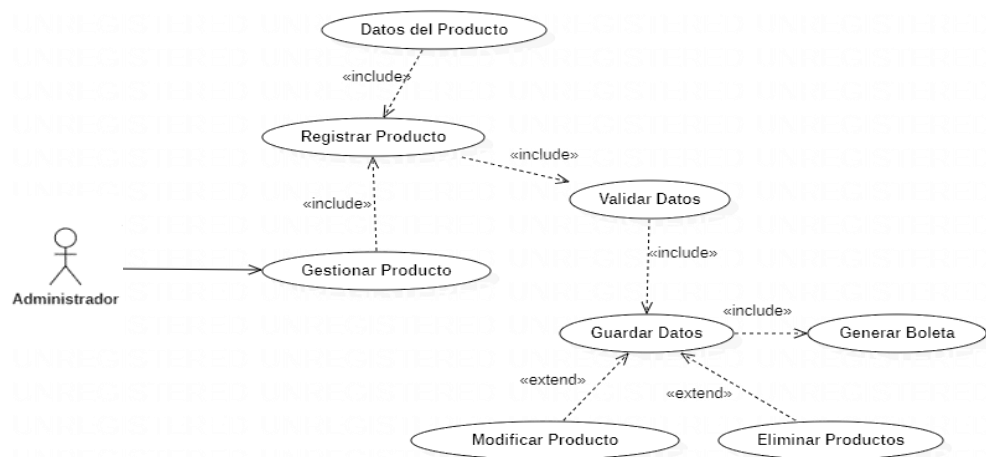 Datos del Producto
«include»
Registrar Producto
«include»
«include»
Validar Datos
«include»
Administrador
Gestionar Producto
«include»
Guardar Datos
Generar Boleta
«extend»
«extend»
Modificar Producto
Eliminar Productos